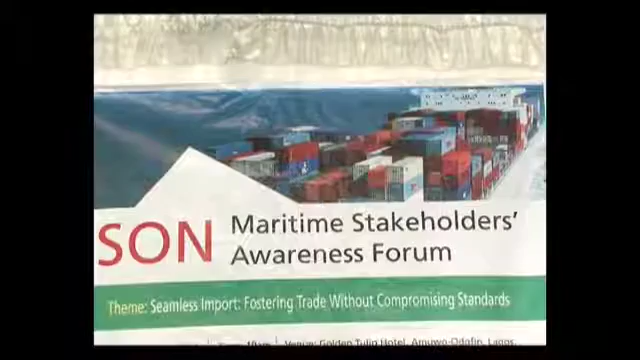 SON Maritime Stakeholders'
Awareness Forum
Theme: Seamless Import: Fostering Trade Without Compromising Standards
10am Venue: Golden Tulip Hotel, Amuwo-Odofin, Lagos